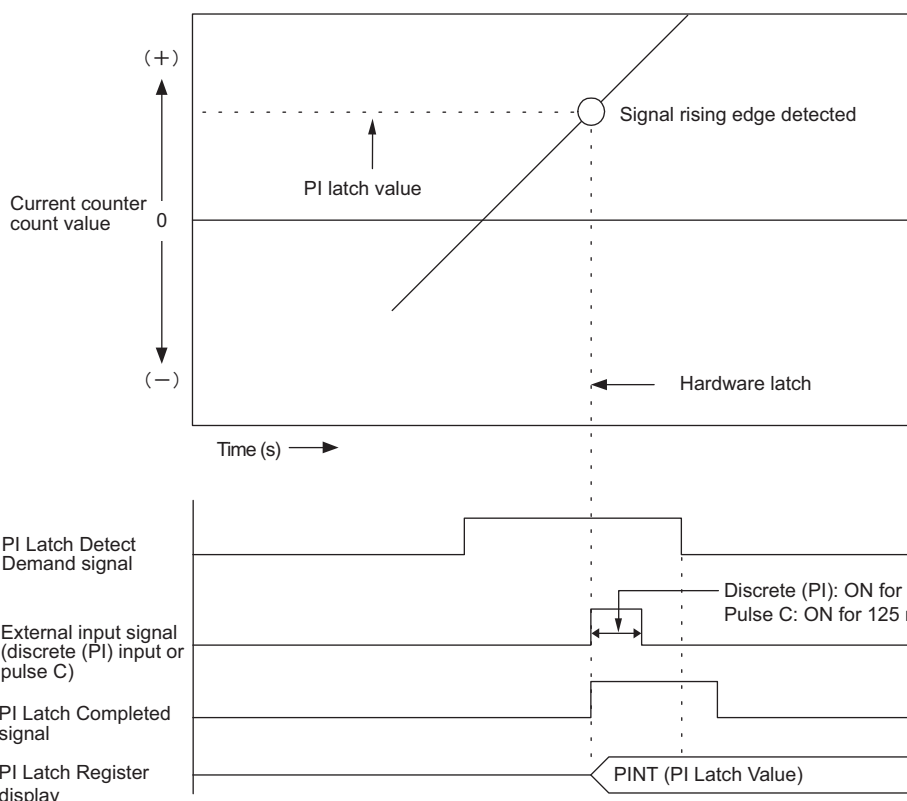 (+)
Signal rising edge detected
PI latch value
Current counter
count value
0
Hardware latch
(−)
Time (s)
PI Latch Detect
Demand signal
Discrete (PI): ON for
Pulse C: ON for 125
External input signal
(discrete (PI) input or
pulse C)
PI Latch Completed
signal
PI Latch Register
display
PINT (PI Latch Value)